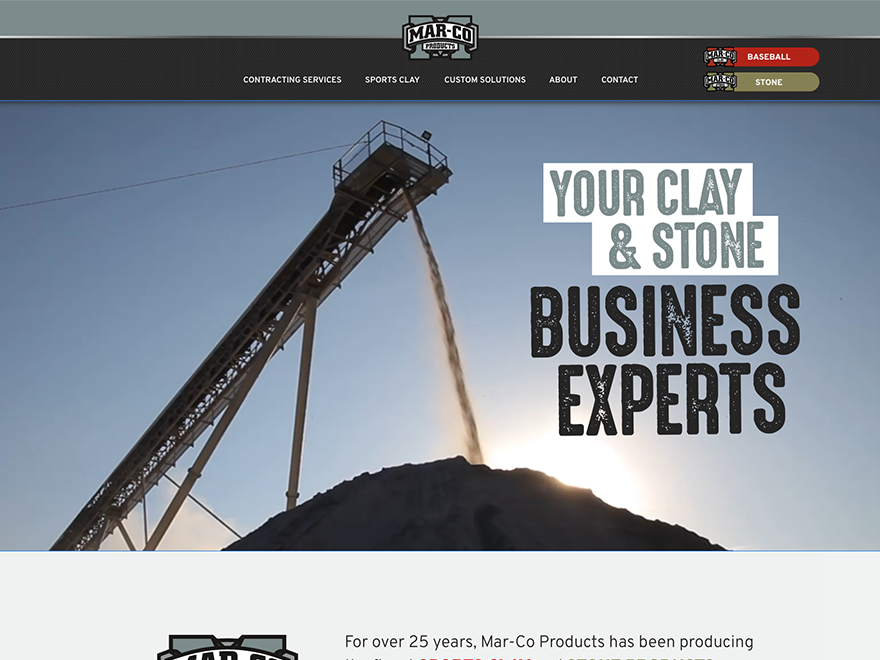 MAR-CO
PRODUCTS
MAR-CO
BASEBALL
CONTRACTING SERVICES
SPORTS CLAY
CUSTOM SOLUTIONS
ABOUT
CONTACT
MAR-CO
STONE
YOUR CLAY
& STONE
BUSINESS
EXPERTS
MAR-CO
For over 25 years, Mar-Co Products has been producing